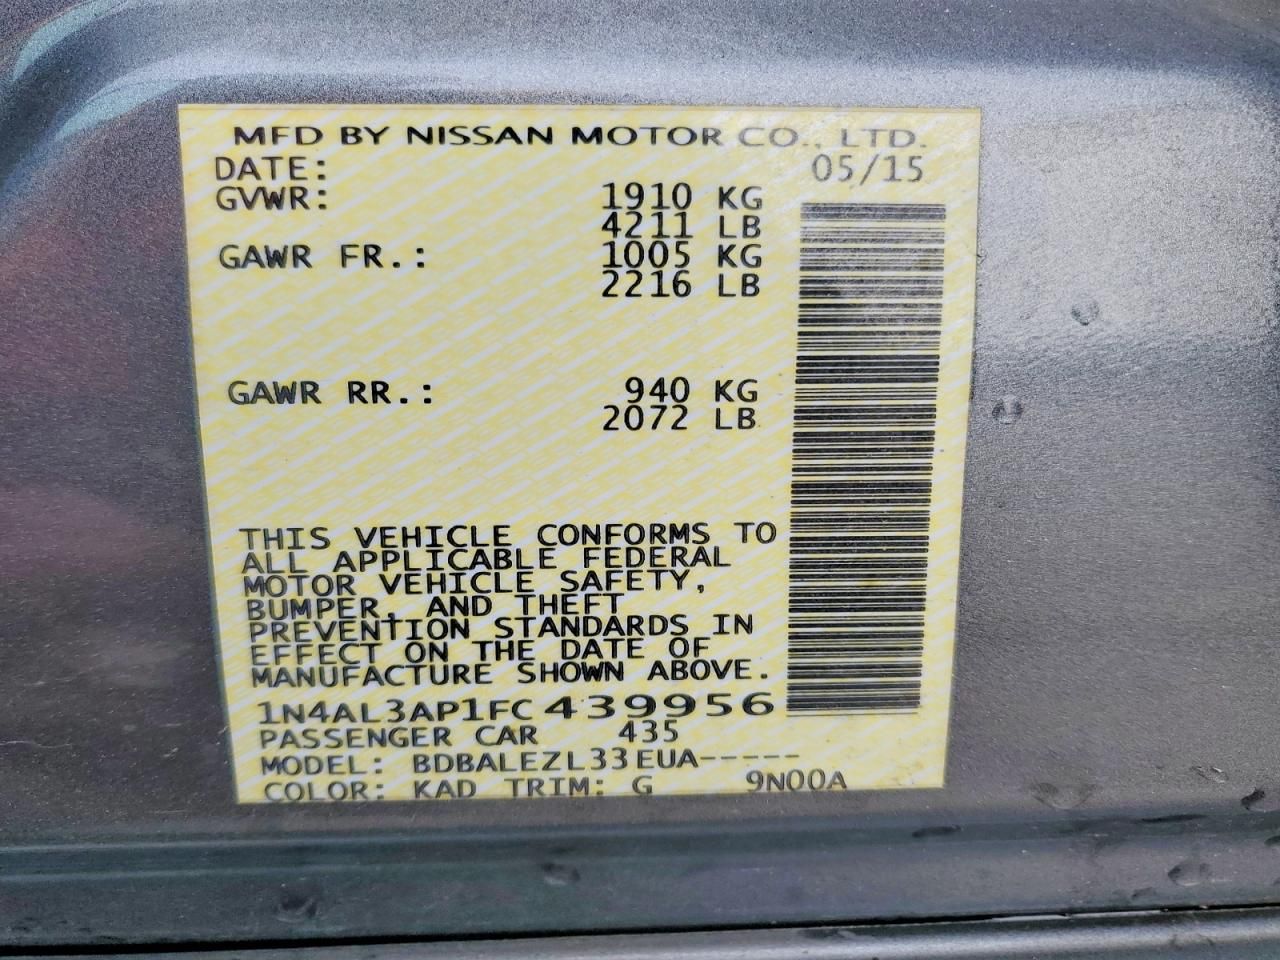 MFD BY NISSAN MOTOR CO., LTD.
DATE: 05/15
GVWR: 1910 KG
4211 LB
GAWR FR.: 1005 KG
2216 LB
GAWR RR.: 940 KG
2072 LB
THIS VEHICLE CONFORMS TO
ALL APPLICABLE FEDERAL
MOTOR VEHICLE SAFETY,
BUMPER, AND THEFT
PREVENTION STANDARDS IN
EFFECT ON THE DATE OF
MANUFACTURE SHOWN ABOVE.
1N4AL3AP1FC439956
PASSENGER CAR 435
MODEL: BDBALEZL33EUA-----
COLOR: KAD TRIM: G 9N00A